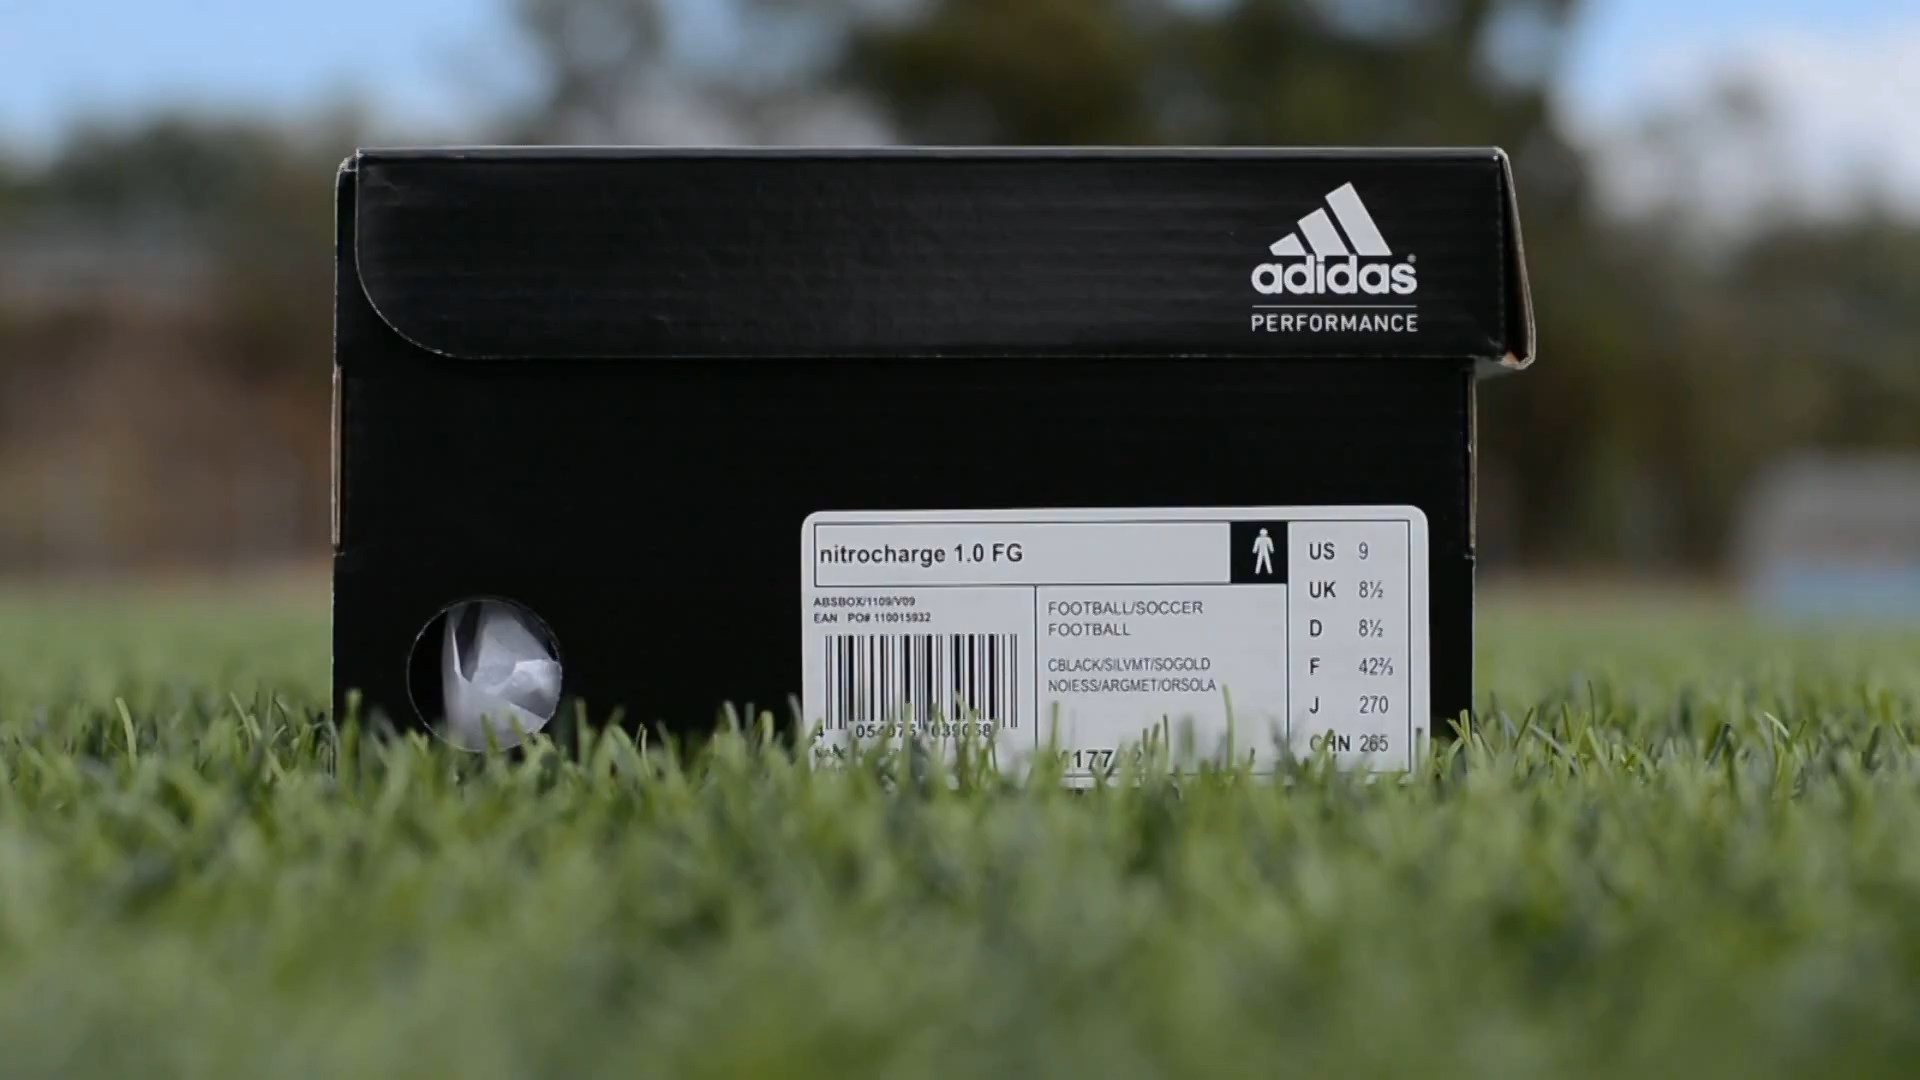 adidas®
PERFORMANCE
nitrocharge 1.0 FG
ABSBOX/1109/V09
EAN PO# 110015932
FOOTBALL/SOCCER
FOOTBALL
CBLACK/SILVMT/SOGOLD
NOIESS/ARGMET/ORSOLA
US 9
UK 8½
D 8½
F 42⅔
J 270
CHN 265